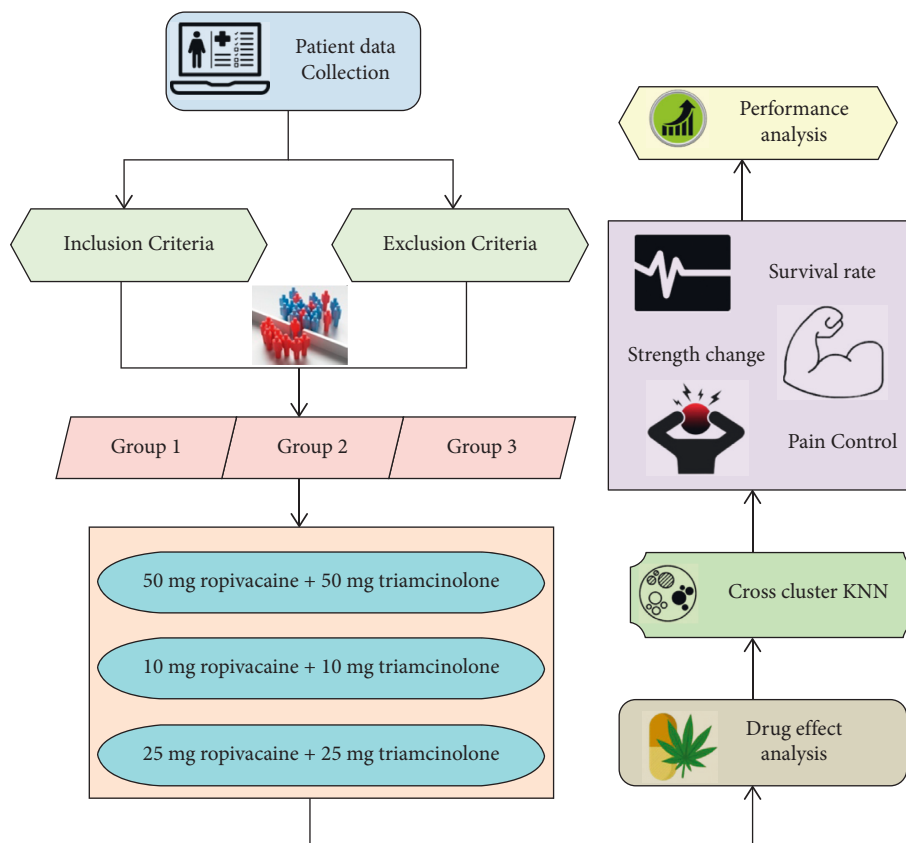 Patient data
Collection
Inclusion Criteria
Exclusion Criteria
Group 1
Group 2
Group 3
50 mg ropivacaine + 50 mg triamcinolone
10 mg ropivacaine + 10 mg triamcinolone
25 mg ropivacaine + 25 mg triamcinolone
Performance
analysis
Survival rate
Strength change
Pain Control
Cross cluster KNN
Drug effect
analysis